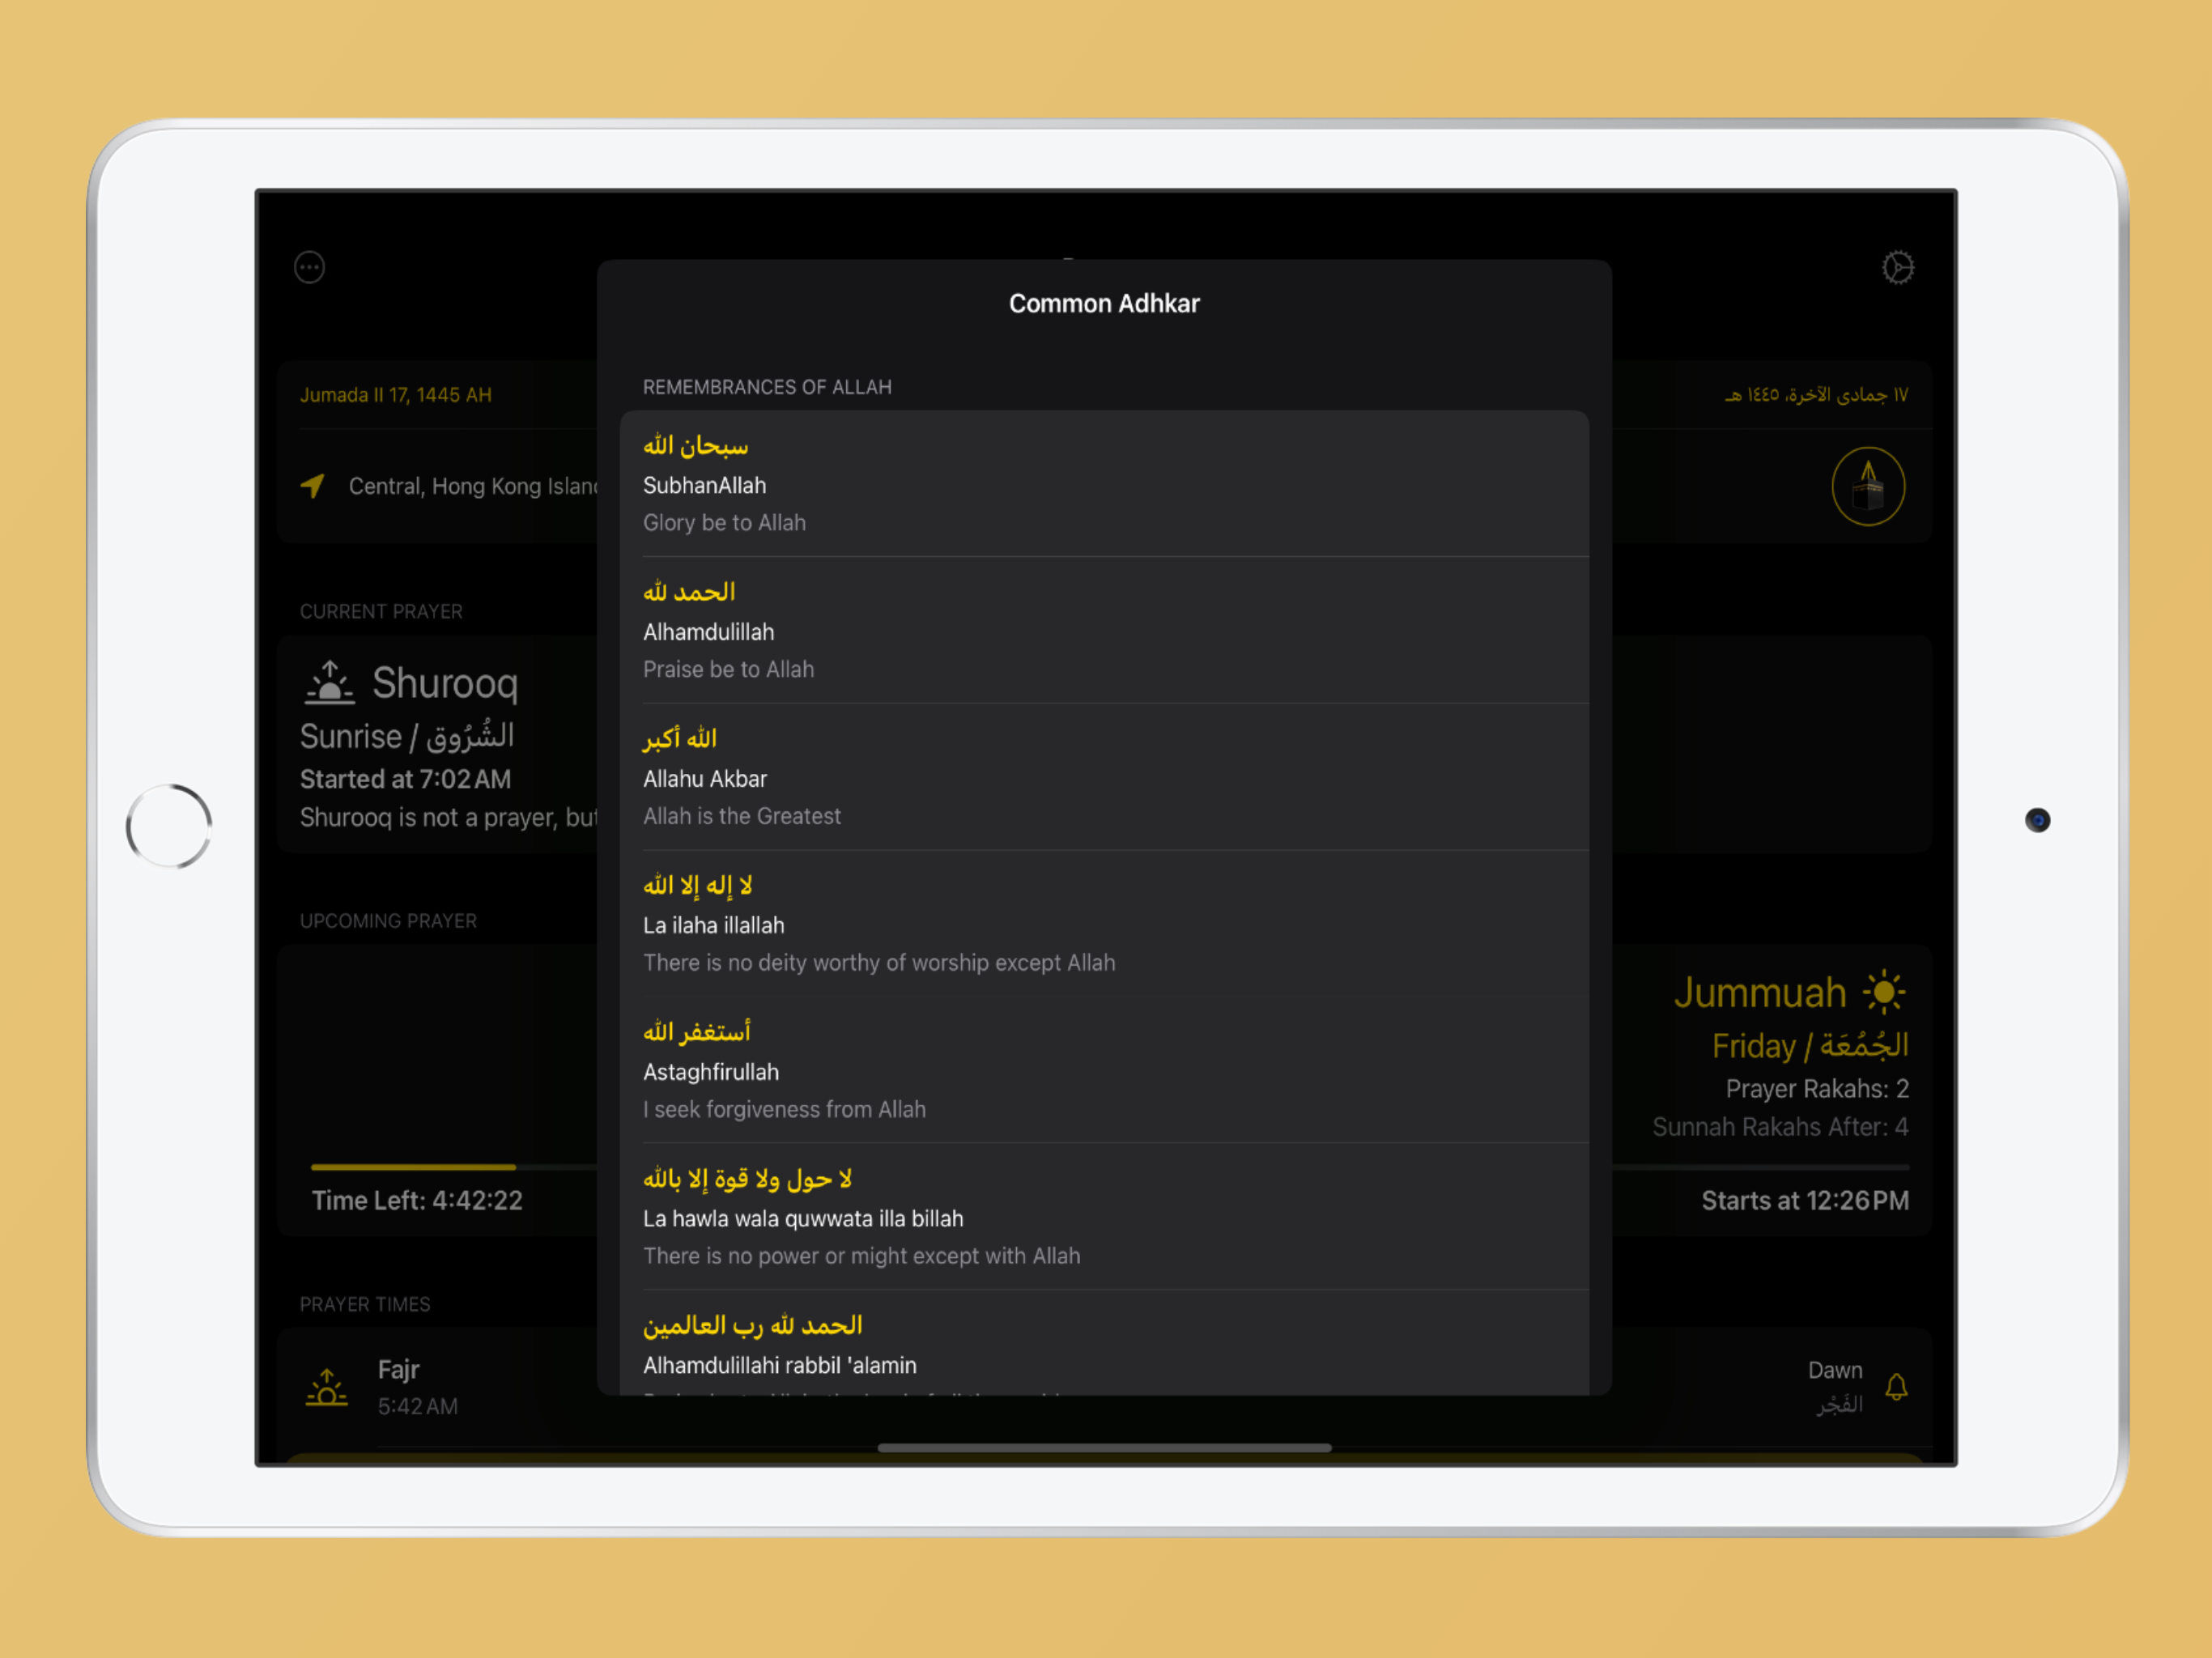 Common Adhkar
REMEMBRANCES OF ALLAH
سبحان الله
SubhanAllah
Glory be to Allah
الحمد لله
Alhamdulillah
Praise be to Allah
الله أكبر
Allahu Akbar
Allah is the Greatest
لا إله إلا الله
La ilaha illallah
There is no deity worthy of worship except Allah
أستغفر الله
Astaghfirullah
I seek forgiveness from Allah
لا حول ولا قوة إلا بالله
La hawla wala quwwata illa billah
There is no power or might except with Allah
الحمد لله رب العالمين
Alhamdulillahi rabbil 'alamin
Jumada II 17, 1445 AH
١٧ جمادى الآخرة، ١٤٤٥ هـ
Central, Hong Kong
CURRENT PRAYER
Shurooq
Sunrise / الشُرُوق
Started at 7:02 AM
Shurooq is not a prayer,
UPCOMING PRAYER
Jummuah
Friday / الجُمُعَة
Prayer Rakahs: 2
Sunnah Rakahs After: 4
Time Left: 4:42:22
Starts at 12:26 PM
PRAYER TIMES
Fajr
5:42 AM
Dawn
الفَجْر